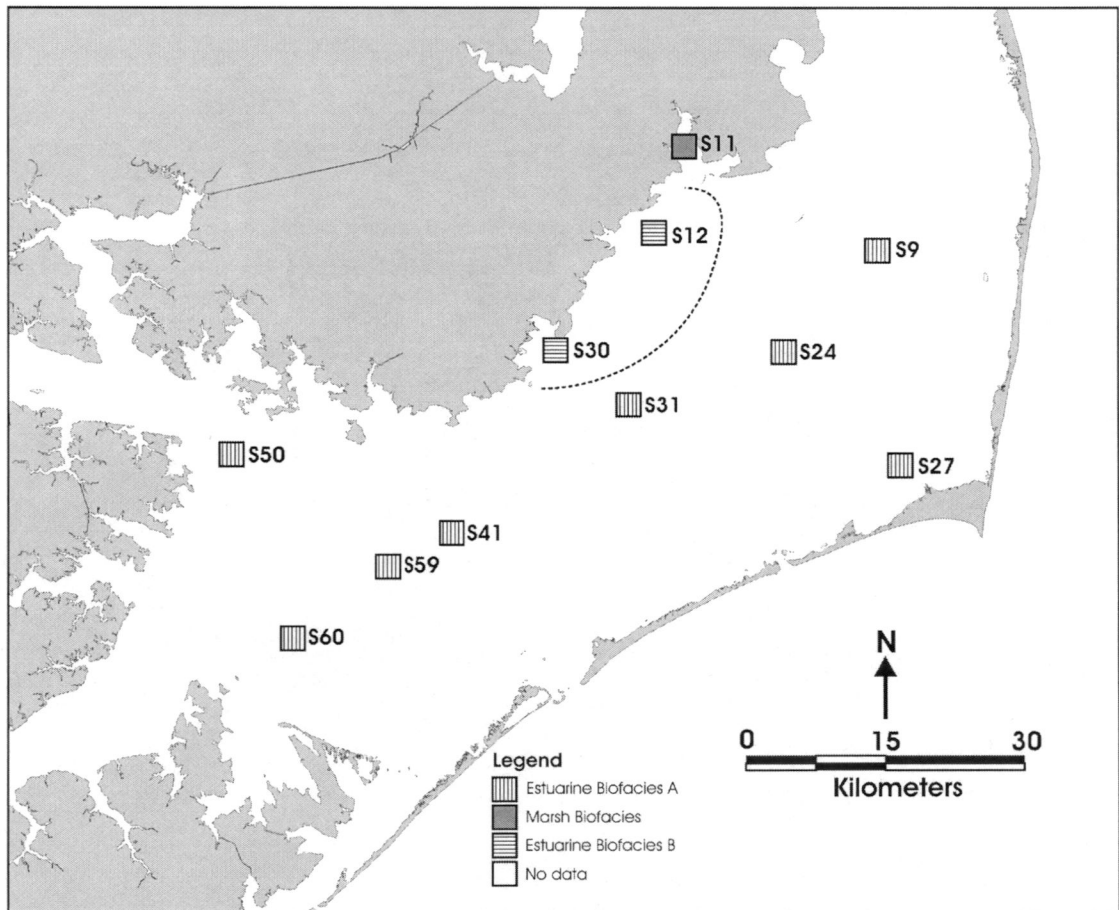 S11
S12
S9
S30
S24
S31
S50
S27
S41
S59
S60
N
0 15 30
Kilometers
Legend
Estuarine Biofacies A
Marsh Biofacies
Estuarine Biofacies B
No data